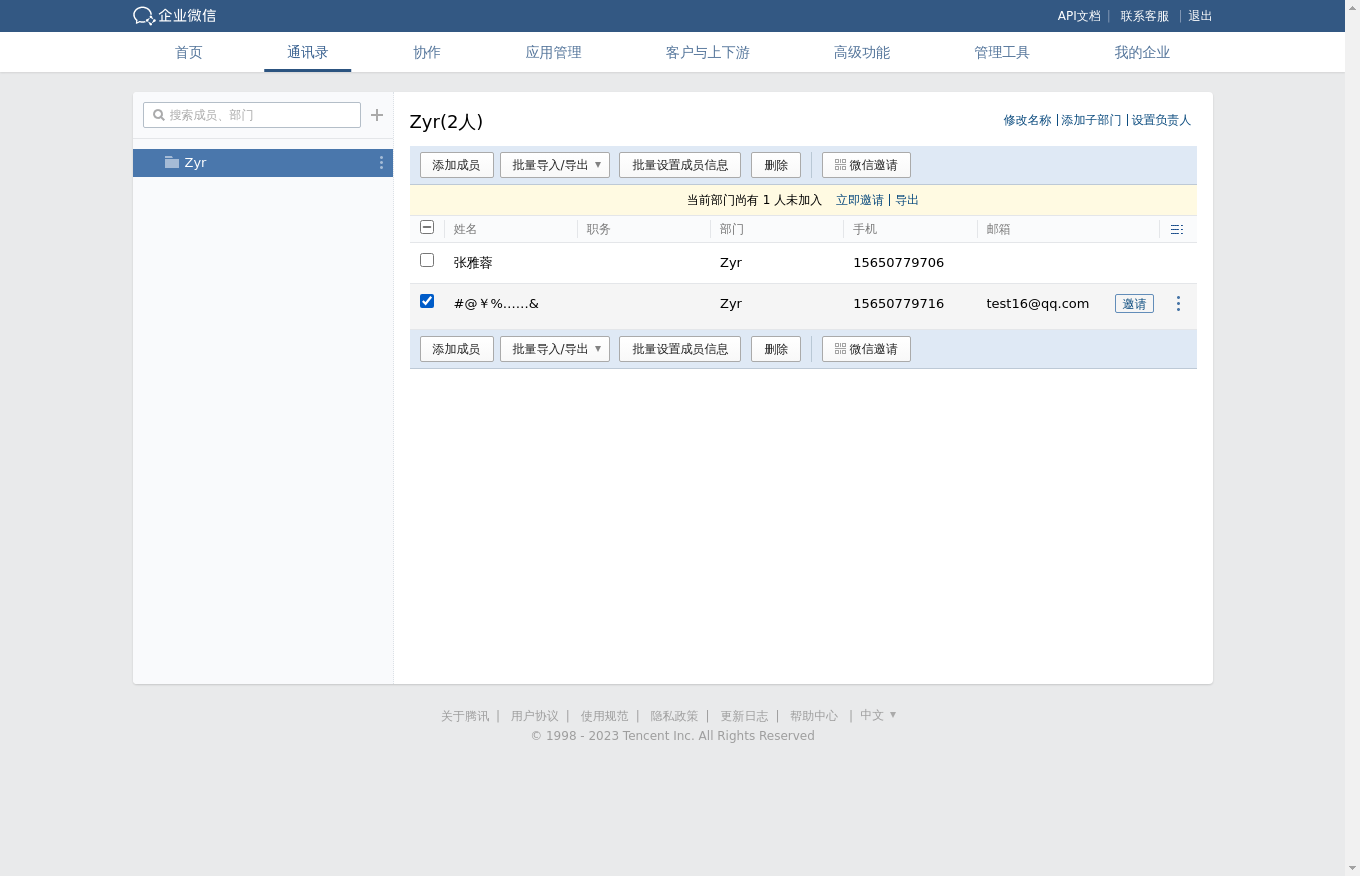 企业微信 API文档 | 联系客服 | 退出
首页 通讯录 协作 应用管理 客户与上下游 高级功能 管理工具 我的企业
搜索成员、部门
Zyr
Zyr(2人) 修改名称 | 添加子部门 | 设置负责人
添加成员 批量导入/导出 批量设置成员信息 删除 微信邀请
当前部门尚有 1 人未加入 立即邀请 | 导出
姓名 职务 部门 手机 邮箱
张雅蓉 Zyr 15650779706
#@￥%……& Zyr 15650779716 test16@qq.com 邀请
添加成员 批量导入/导出 批量设置成员信息 删除 微信邀请
关于腾讯 | 用户协议 | 使用规范 | 隐私政策 | 更新日志 | 帮助中心 | 中文
© 1998 - 2023 Tencent Inc. All Rights Reserved